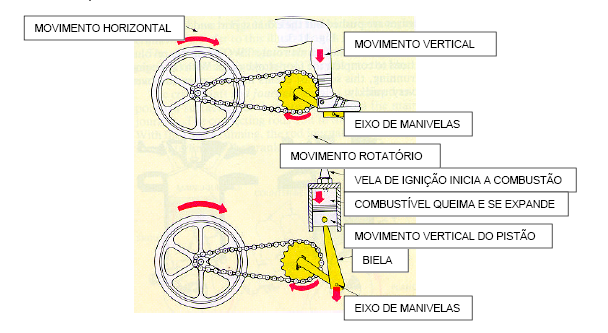 MOVIMENTO HORIZONTAL
MOVIMENTO VERTICAL
EIXO DE MANIVELAS
MOVIMENTO ROTATÓRIO
VELA DE IGNIÇÃO INICIA A COMBUSTÃO
COMBUSTÍVEL QUEIMA E SE EXPANDE
MOVIMENTO VERTICAL DO PISTÃO
BIELA
EIXO DE MANIVELAS